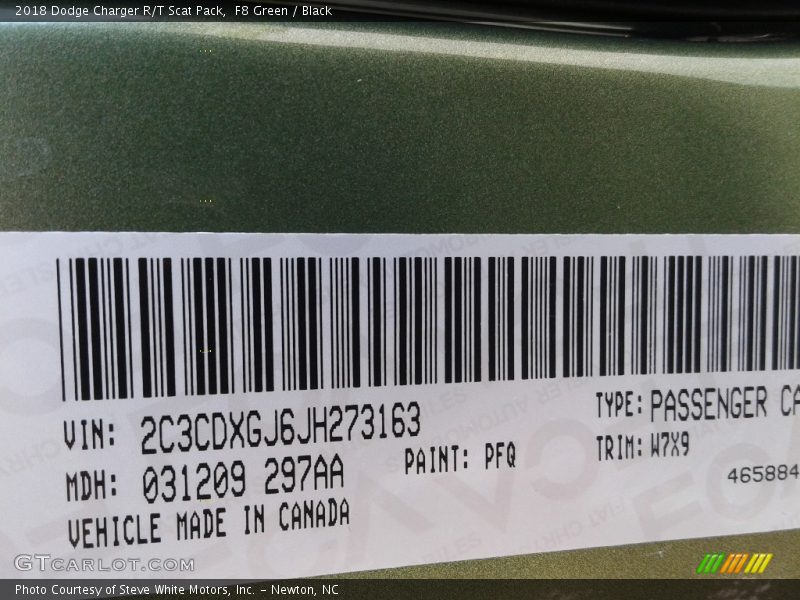 2018 Dodge Charger R/T Scat Pack,  F8 Green / Black
VIN: 2C3CDXGJ6JH273163
TYPE: PASSENGER CA
MDH: 031209 297AA
PAINT: PFQ
TRIM: W7X9
465884
VEHICLE MADE IN CANADA
GTCARLOT.COM
Photo Courtesy of Steve White Motors, Inc. – Newton, NC